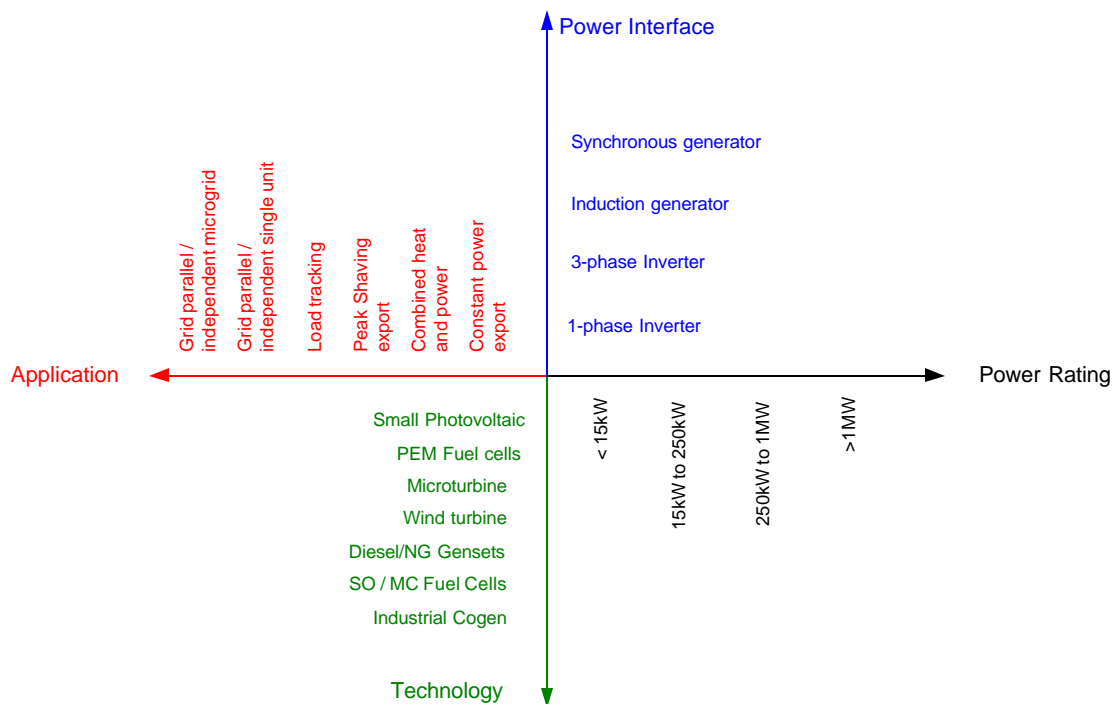 Power Interface
Synchronous generator
Induction generator
3-phase Inverter
1-phase Inverter
Grid parallel /
independent microgrid
Grid parallel /
independent single unit
Load tracking
Peak Shaving
export
Combined heat
and power
Constant power
export
Application
Power Rating
< 15kW
15kW to 250kW
250kW to 1MW
>1MW
Small Photovoltaic
PEM Fuel cells
Microturbine
Wind turbine
Diesel/NG Gensets
SO / MC Fuel Cells
Industrial Cogen
Technology